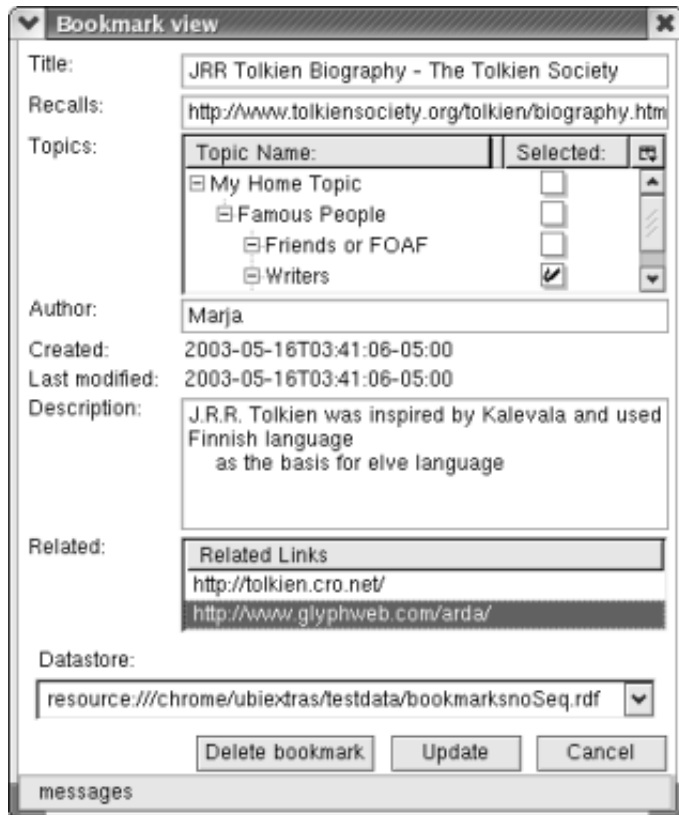 Bookmark view
Title: JRR Tolkien Biography - The Tolkien Society
Recalls: http://www.tolkiensociety.org/tolkien/biography.htm
Topics: Topic Name: Selected:
My Home Topic
Famous People
Friends or FOAF
Writers
Author: Marja
Created: 2003-05-16T03:41:06-05:00
Last modified: 2003-05-16T03:41:06-05:00
Description: J.R.R. Tolkien was inspired by Kalevala and used
Finnish language
as the basis for elve language
Related: Related Links
http://tolkien.cro.net/
http://www.glyphweb.com/arda/
Datastore:
resource:///chrome/ubiextras/testdata/bookmarksnoSeq.rdf
Delete bookmark Update Cancel
messages